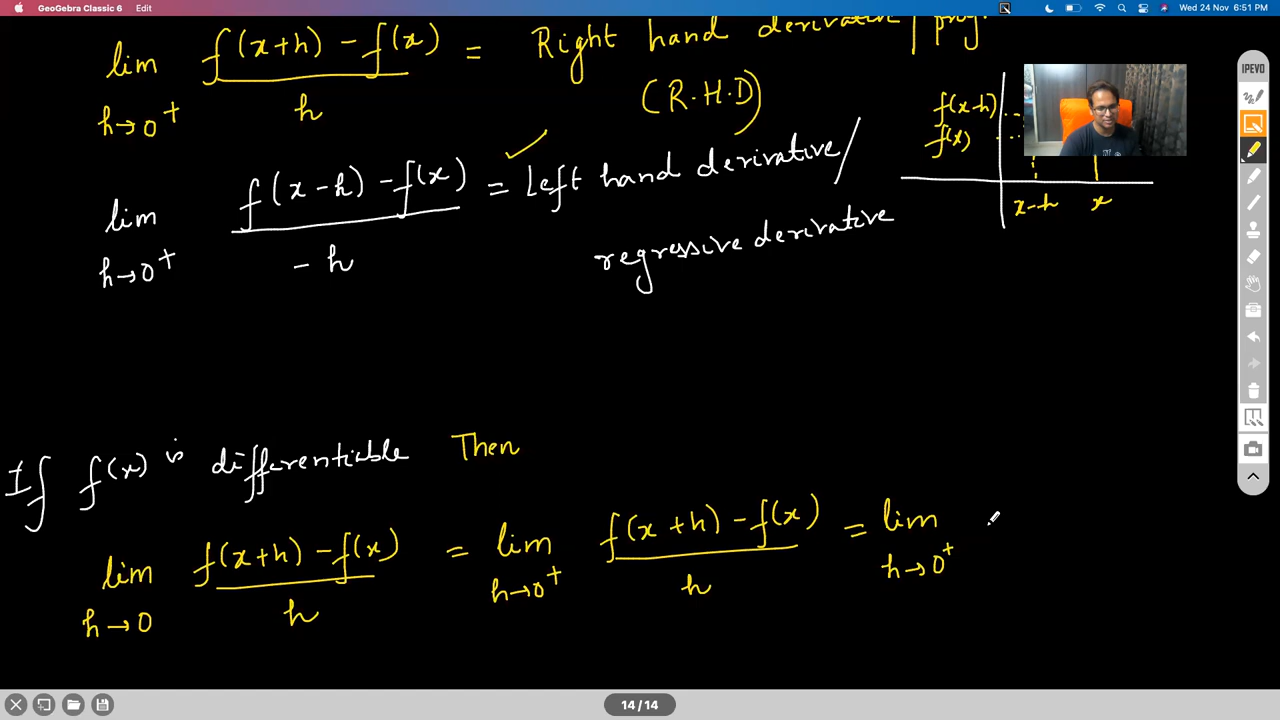 GeoGebra Classic 6 Edit Wed 24 Nov 6:51 PM
lim h→0⁺ f(x+h) − f(x) / h = Right hand derivative /
(R.H.D)
lim h→0⁺ f(x−h) − f(x) / −h = Left hand derivative /
regressive derivative
f(x−h)
f(x)
x−h x
IPEVO
If f(x) is differentiable Then
lim h→0 f(x+h) − f(x) / h = lim h→0⁺ f(x+h) − f(x) / h = lim h→0⁺
14/14